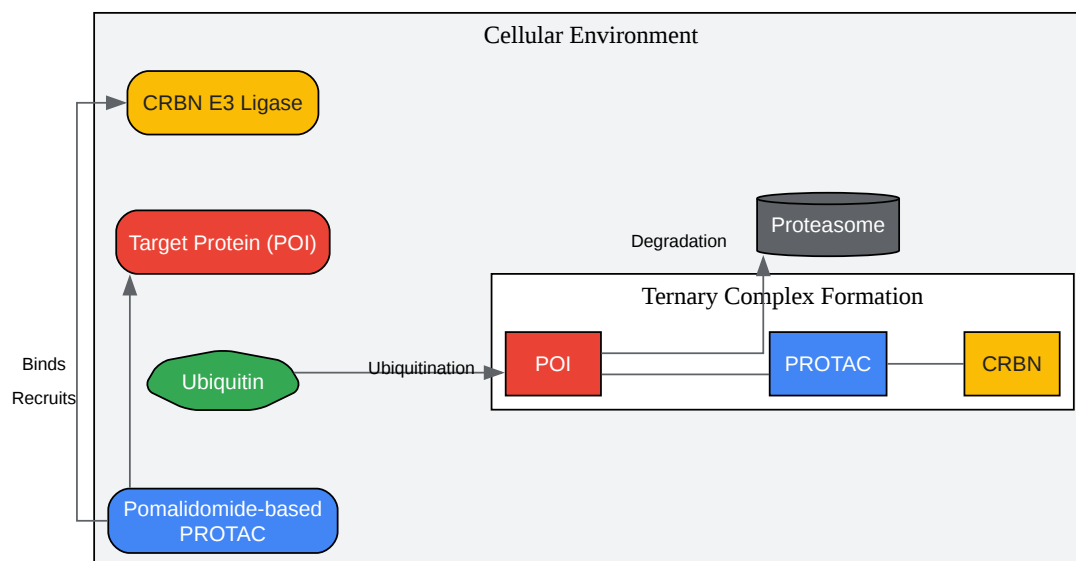 Cellular Environment
CRBN E3 Ligase
Target Protein (POI)
Proteasome
Degradation
Ternary Complex Formation
Binds
Recruits
Ubiquitin
Ubiquitination
POI
PROTAC
CRBN
Pomalidomide-based
PROTAC